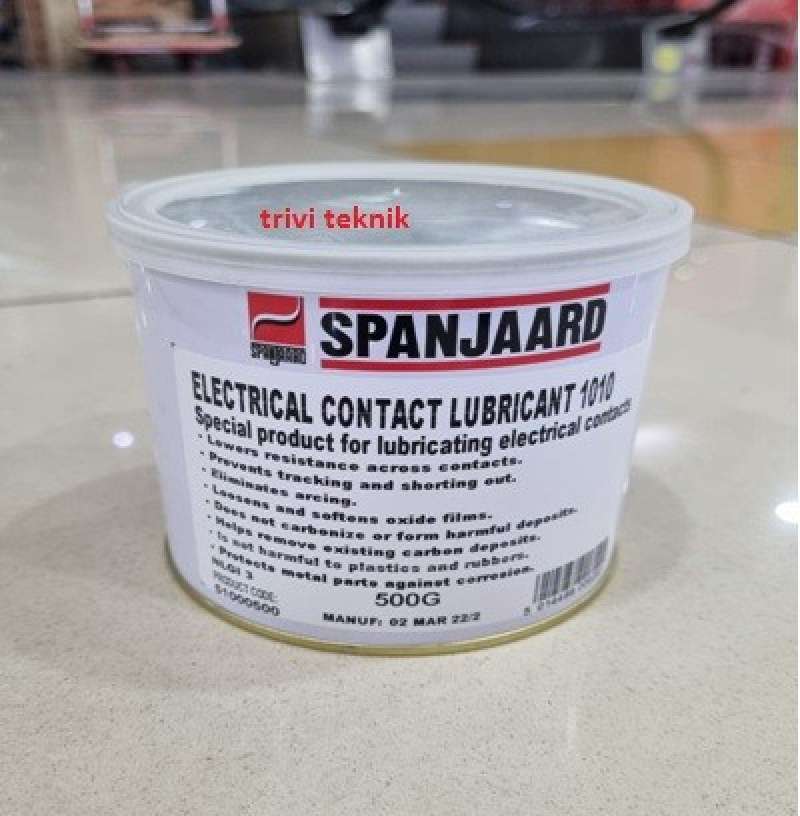 trivi teknik
SPANJAARD
SPANJAARD
ELECTRICAL CONTACT LUBRICANT 1010
Special product for lubricating electrical contacts
· Lowers resistance across contacts.
· Prevents tracking and shorting out.
· Eliminates arcing.
· Loosens and softens oxide films.
· Does not carbonize or form harmful deposits.
· Helps remove existing carbon deposits.
· Is not harmful to plastics and rubbers.
· Protects metal parts against corrosion.
NLGI 3
PRODUCT CODE:
51000500
500G
MANUF: 02 MAR 22/2